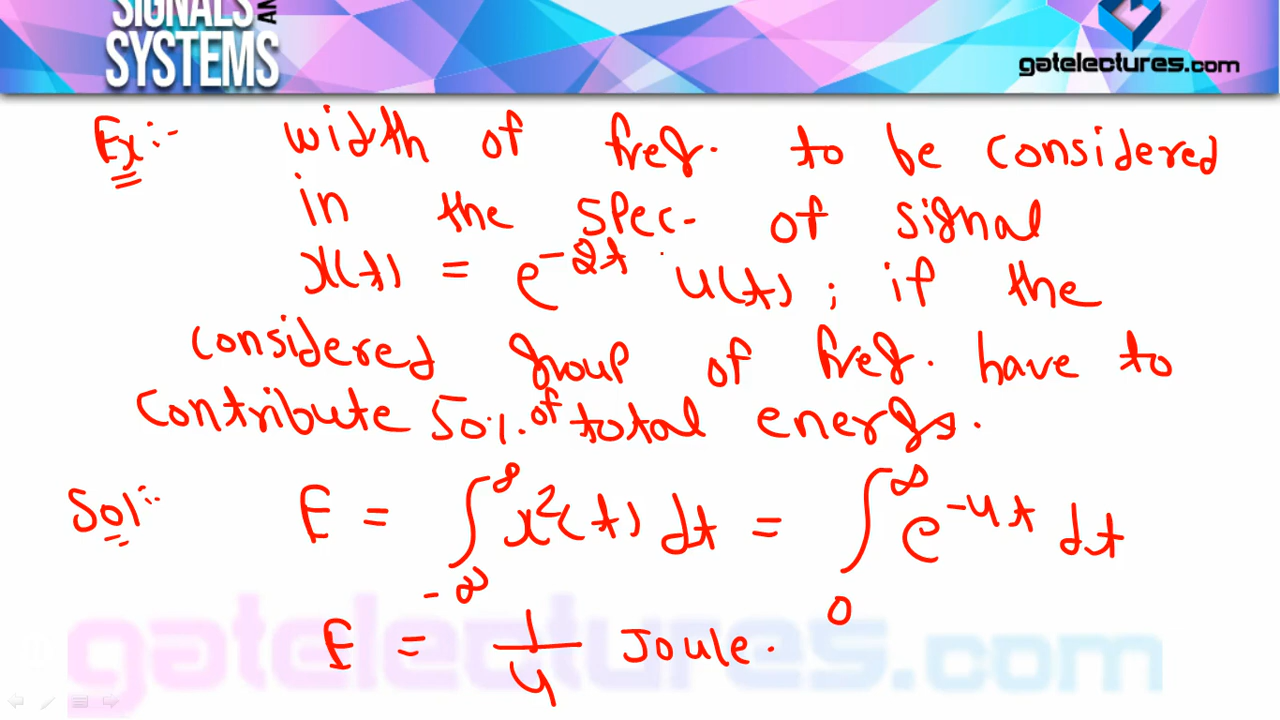 SIGNALS AND
SYSTEMS
gatelectures.com
Ex:- width of freq. to be considered
in the spec. of signal
x(t) = e^{-2t} u(t) ; if the
considered group of freq. have to
contribute 50%. of total energy.
Sol:- E = ∫_{-∞}^{∞} x²(t) dt = ∫_{0}^{∞} e^{-4t} dt
E = 1/4 Joule.
gatelectures.com